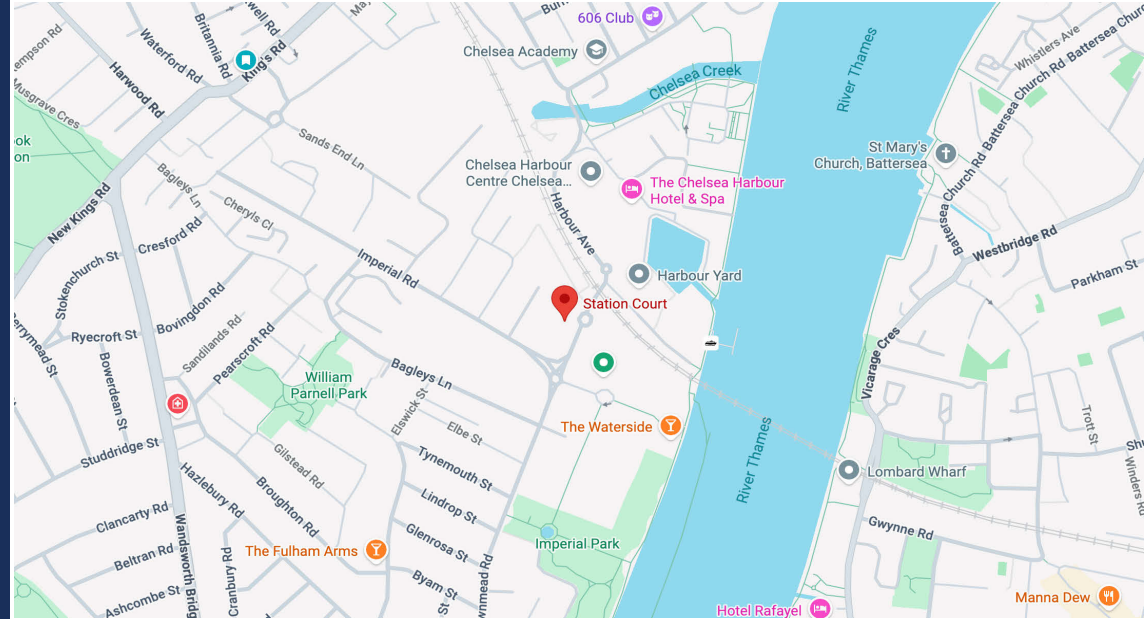 606 Club
Chelsea Academy
Chelsea Creek
River Thames
Whistlers Ave
Battersea Church Rd
Battersea Church Rd
Waterford Rd
Britannia Rd
King's Rd
Harwood Rd
Musgrave Cres
Sands End Ln
Chelsea Harbour
Centre Chelsea...
The Chelsea Harbour
Hotel & Spa
St Mary's
Church, Battersea
Battersea Church Rd
Westbridge Rd
Parkham St
New Kings Rd
Bagleys Ln
Cheryls Cl
Harbour Ave
Harbour Yard
Station Court
Imperial Rd
Stokenchurch St
Cresford Rd
Bovingdon Rd
Ryecroft St
Sandilands Rd
Pearscroft Rd
Bowerdean St
William
Parnell Park
Bagleys Ln
Elswick St
Elbe St
The Waterside
River Thames
Vicarage Cres
Trott St
Winders Rd
Lombard Wharf
Gwynne Rd
Studdridge St
Gilstead Rd
Hazlebury Rd
Broughton Rd
Tynemouth St
Lindrop St
Glenrosa St
Byam St
Imperial Park
Clancarty Rd
Beltran Rd
Ashcombe St
Cranbury Rd
The Fulham Arms
Hotel Rafayel
Manna Dew